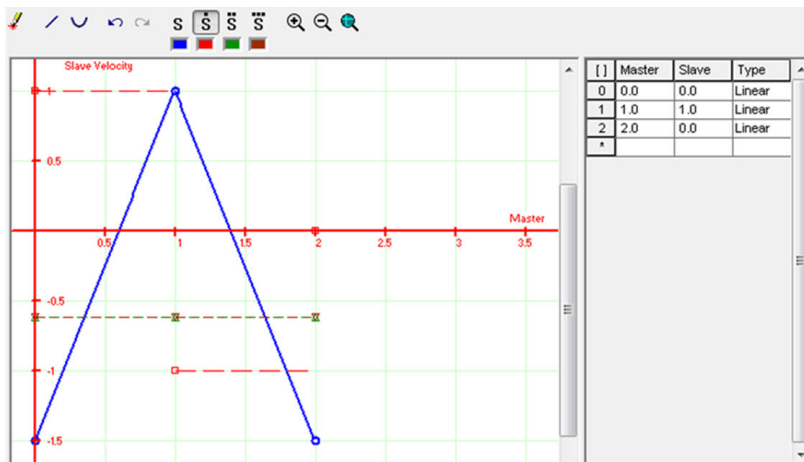 S S S S
Slave Velocity
1
0.5
Master
0.5 1 1.5 2 2.5 3 3.5
-0.5
-1
-1.5
[ ] Master Slave Type
0 0.0 0.0 Linear
1 1.0 1.0 Linear
2 2.0 0.0 Linear
*